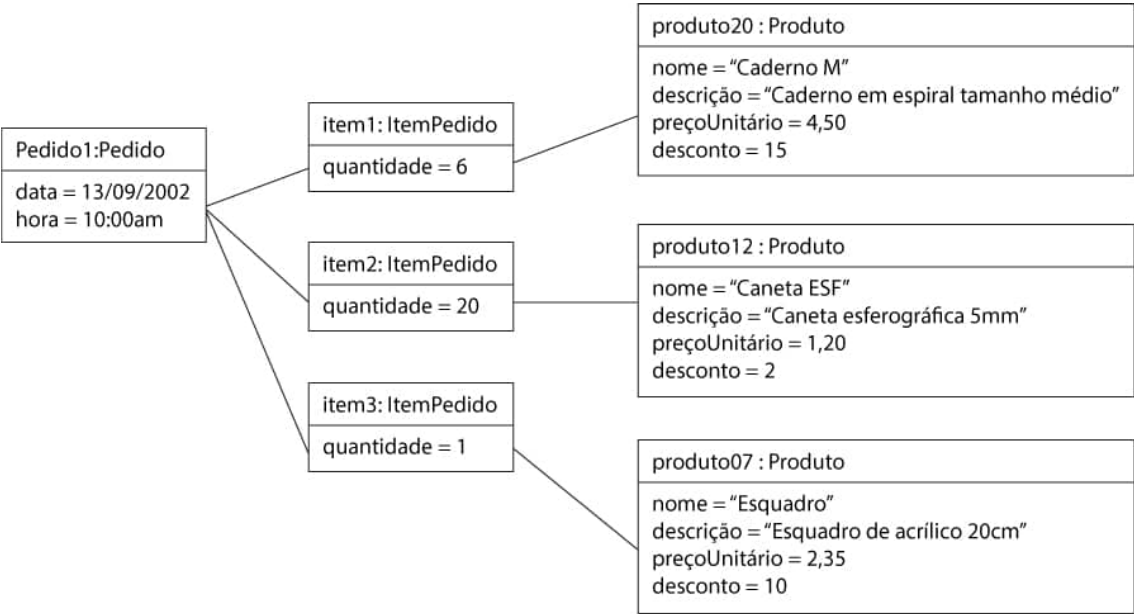 Pedido1:Pedido
data = 13/09/2002
hora = 10:00am
item1: ItemPedido
quantidade = 6
item2: ItemPedido
quantidade = 20
item3: ItemPedido
quantidade = 1
produto20 : Produto
nome = “Caderno M”
descrição = “Caderno em espiral tamanho médio”
preçoUnitário = 4,50
desconto = 15
produto12 : Produto
nome = “Caneta ESF”
descrição = “Caneta esferográfica 5mm”
preçoUnitário = 1,20
desconto = 2
produto07 : Produto
nome = “Esquadro”
descrição = “Esquadro de acrílico 20cm”
preçoUnitário = 2,35
desconto = 10